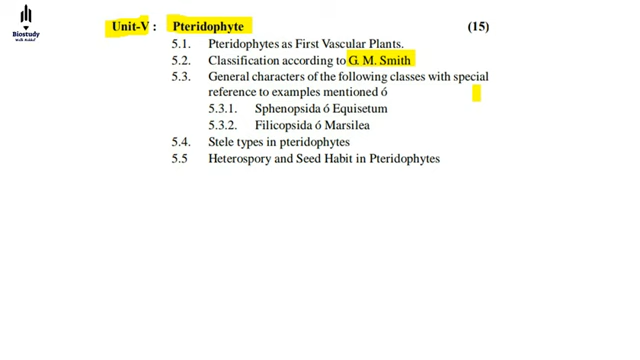 Unit-V : Pteridophyte (15)
5.1. Pteridophytes as First Vascular Plants.
5.2. Classification according to G. M. Smith
5.3. General characters of the following classes with special
reference to examples mentioned ó
5.3.1. Sphenopsida ó Equisetum
5.3.2. Filicopsida ó Marsilea
5.4. Stele types in pteridophytes
5.5 Heterospory and Seed Habit in Pteridophytes
Biostudy